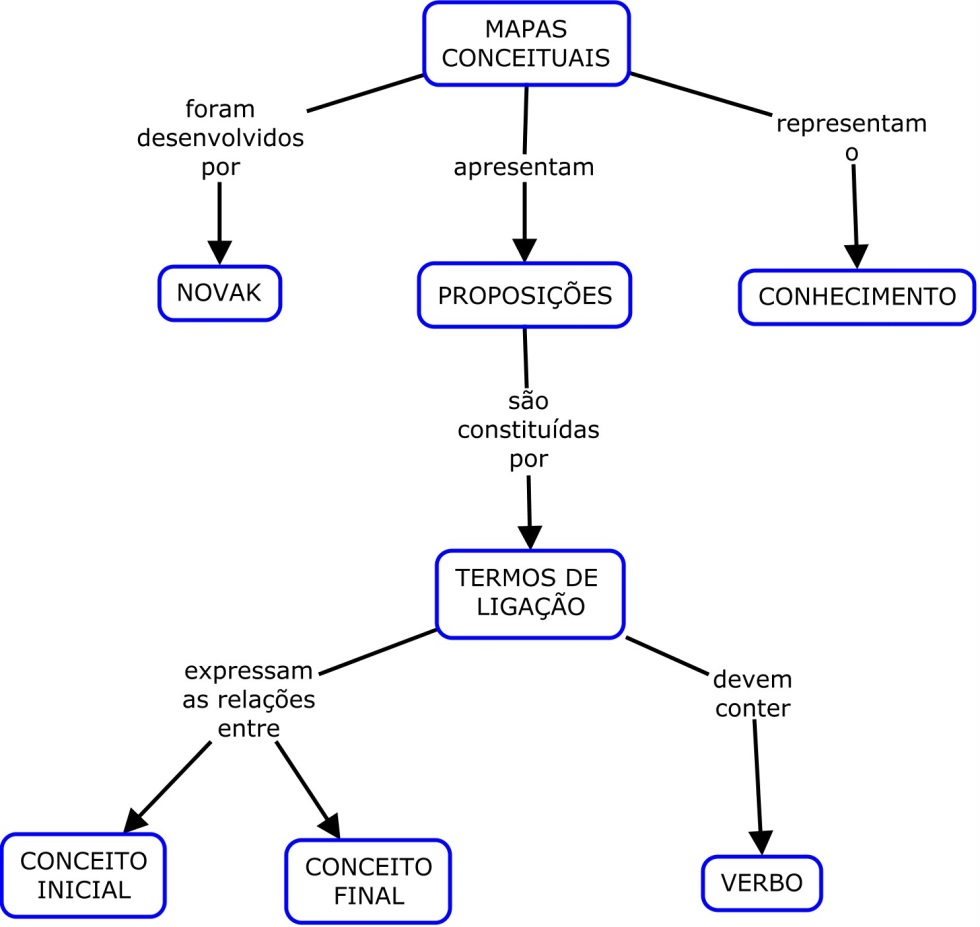 MAPAS
CONCEITUAIS
foram
desenvolvidos
por
apresentam
representam
o
NOVAK
PROPOSIÇÕES
CONHECIMENTO
são
constituídas
por
TERMOS DE
LIGAÇÃO
expressam
as relações
entre
devem
conter
CONCEITO
INICIAL
CONCEITO
FINAL
VERBO